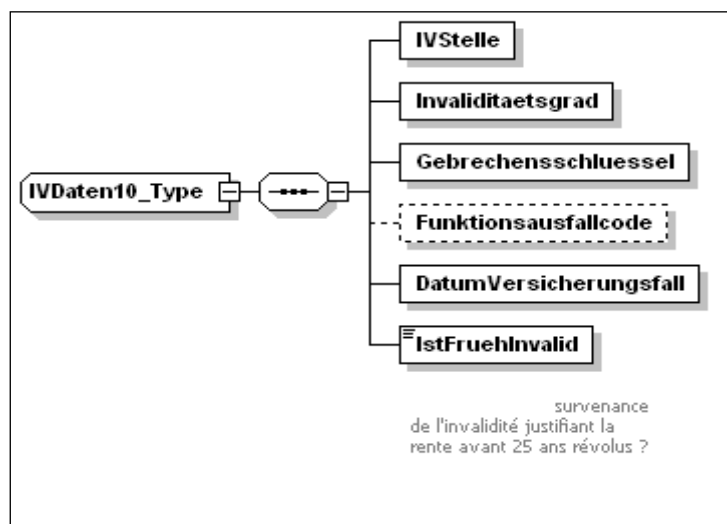 IVStelle
Invaliditaetsgrad
Gebrechensschluessel
IVDaten10_Type
Funktionsausfallcode
DatumVersicherungsfall
IstFruehInvalid
survenance
de l'invalidité justifiant la
rente avant 25 ans révolus ?